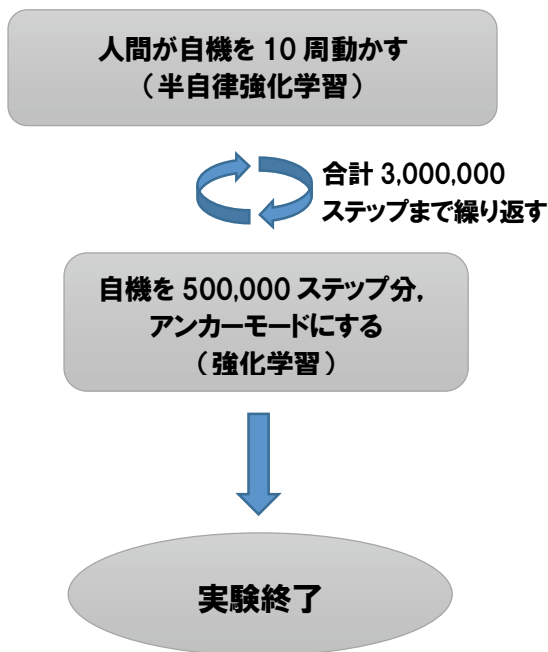 人間が自機を 10 周動かす
（半自律強化学習）
合計 3,000,000
ステップまで繰り返す
自機を 500,000 ステップ分，
アンカーモードにする
（強化学習）
実験終了